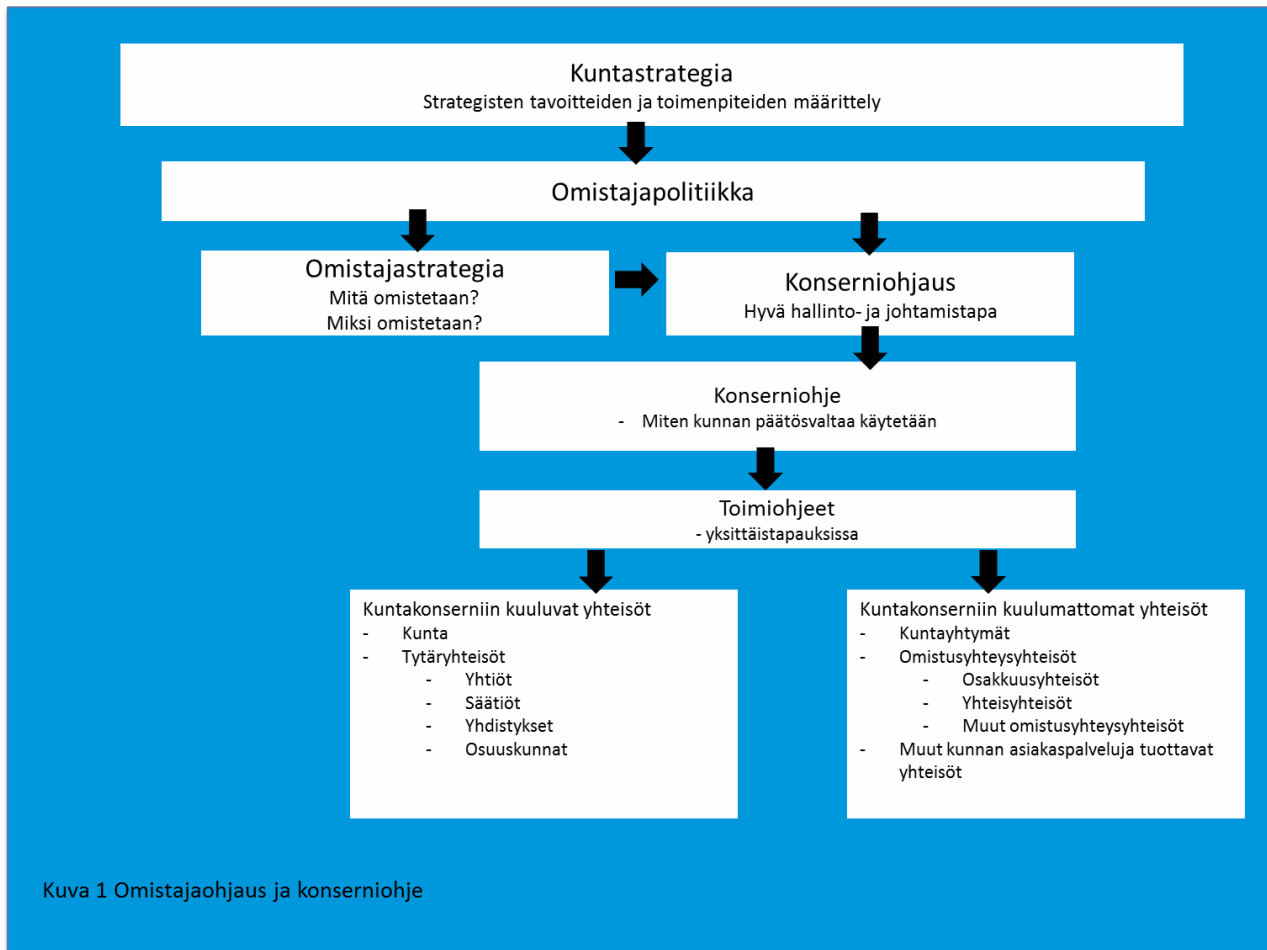 Kuntastrategia
Strategisten tavoitteiden ja toimenpiteiden määrittely
Omistajapolitiikka
Omistajastrategia
Mitä omistetaan?
Miksi omistetaan?
Konserniohjaus
Hyvä hallinto- ja johtamistapa
Konserniohje
- Miten kunnan päätösvaltaa käytetään
Toimiohjeet
- yksittäistapauksissa
Kuntakonserniin kuuluvat yhteisöt
- Kunta
- Tytäryhteisöt
- Yhtiöt
- Säätiöt
- Yhdistykset
- Osuuskunnat
Kuntakonserniin kuulumattomat yhteisöt
- Kuntayhtymät
- Omistusyhteysyhteisöt
- Osakkuusyhteisöt
- Yhteisyhteisöt
- Muut omistusyhteysyhteisöt
- Muut kunnan asiakaspalveluja tuottavat
yhteisöt
Kuva 1 Omistajaohjaus ja konserniohje